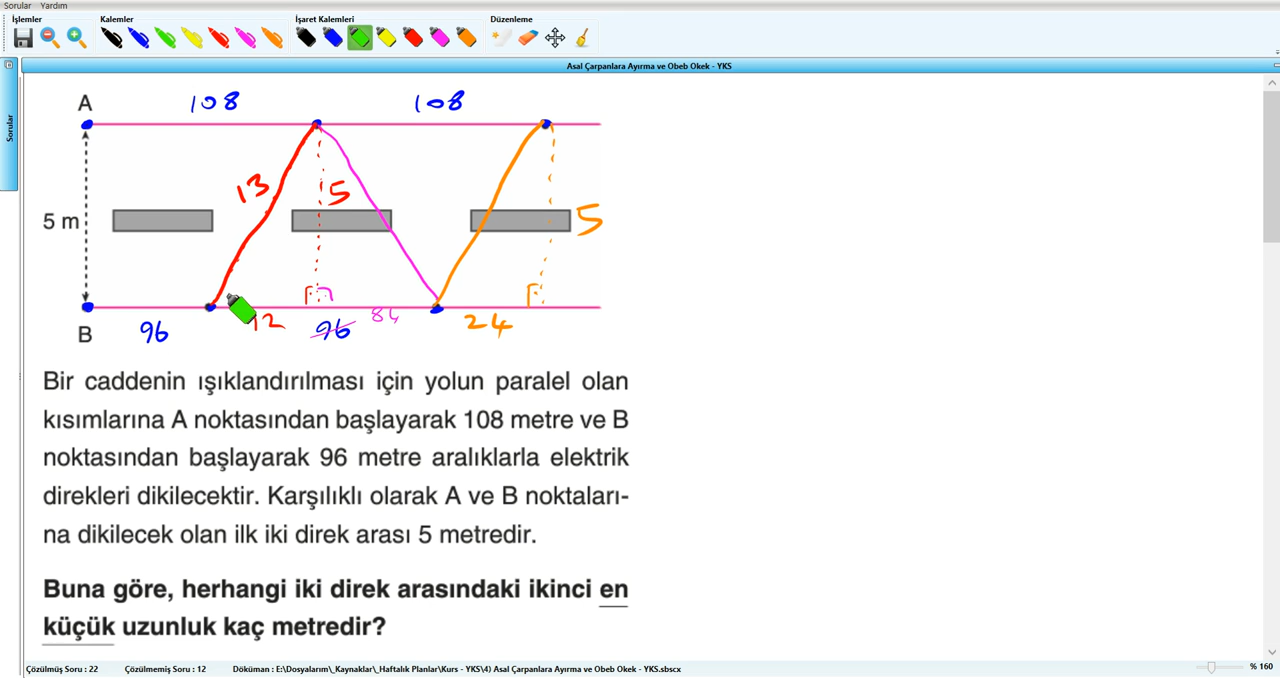 Sorular Yardım
İşlemler Kalemler İşaret Kalemleri Düzenleme
Asal Çarpanlara Ayırma ve Obeb Okek - YKS
Sorular
A 108 108
13 5
5 m 5
B 96 12 96 84 24
Bir caddenin ışıklandırılması için yolun paralel olan
kısımlarına A noktasından başlayarak 108 metre ve B
noktasından başlayarak 96 metre aralıklarla elektrik
direkleri dikilecektir. Karşılıklı olarak A ve B noktaları-
na dikilecek olan ilk iki direk arası 5 metredir.
Buna göre, herhangi iki direk arasındaki ikinci en
küçük uzunluk kaç metredir?
Çözülmüş Soru : 22 Çözülmemiş Soru : 12 Döküman : E:\Dosyalarım\_Kaynaklar\_Haftalık Planlar\Kurs - YKS\4) Asal Çarpanlara Ayırma ve Obeb Okek - YKS.sbscx % 160